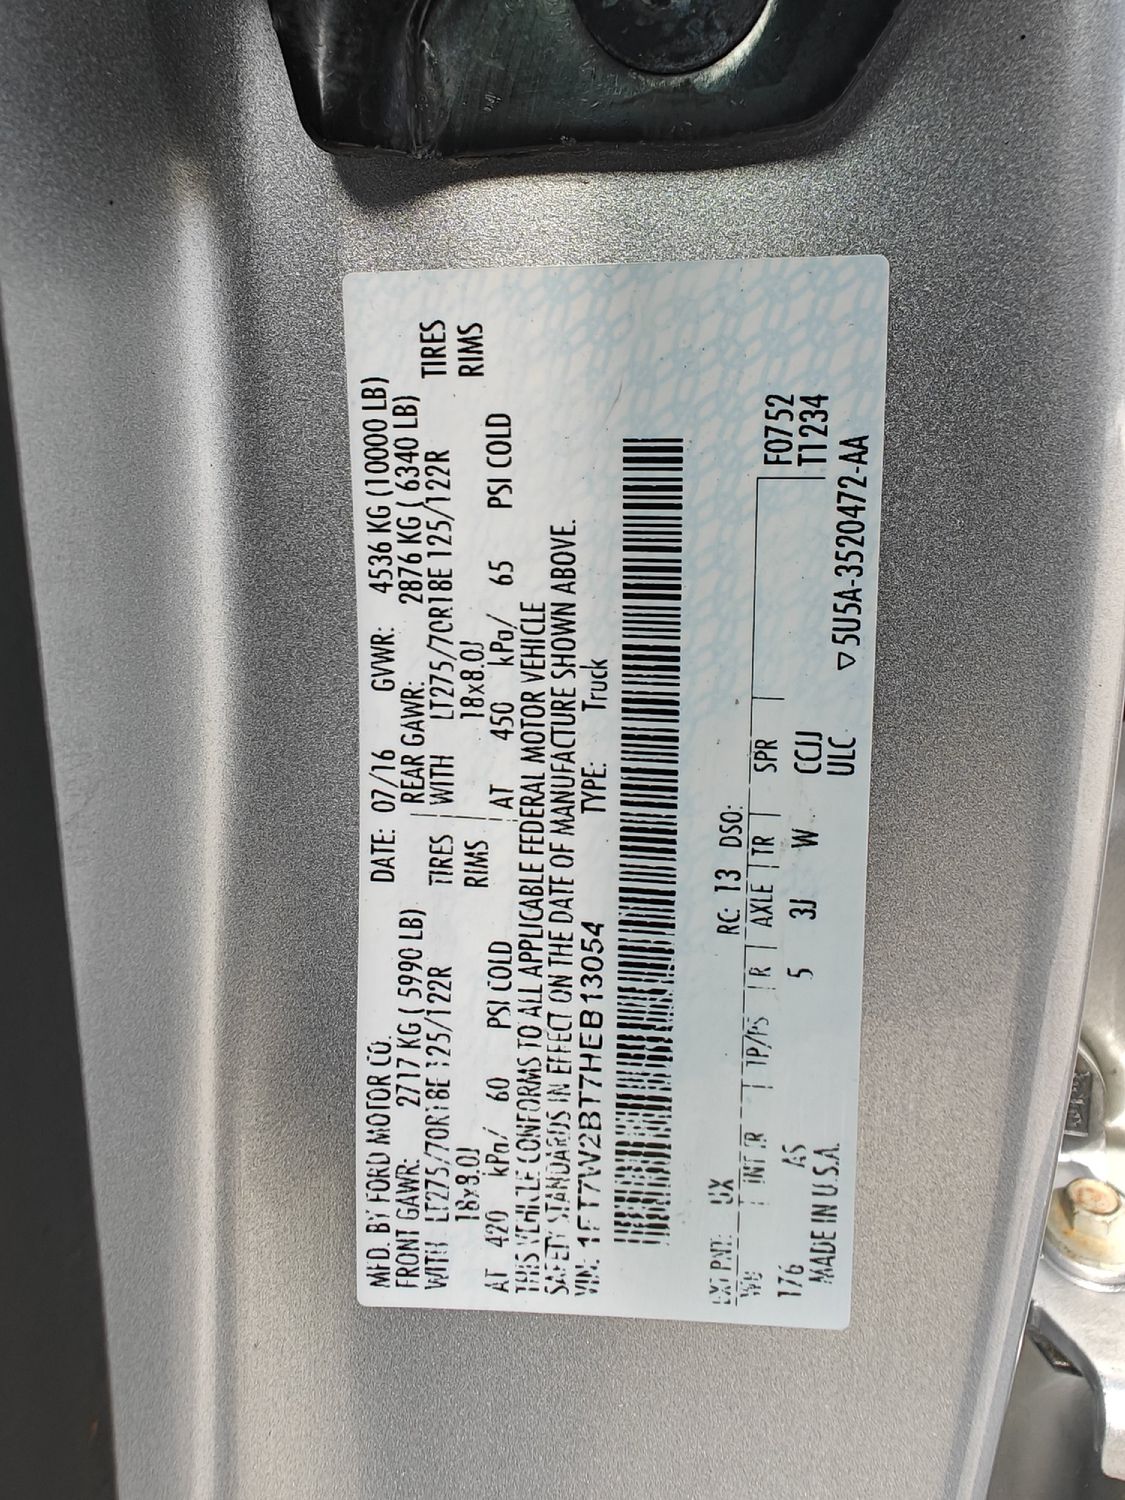 MFD. BY FORD MOTOR CO. DATE: 07/16 GVWR: 4536 KG (10000 LB)
FRONT GAWR: 2717 KG ( 5990 LB) REAR GAWR: 2876 KG ( 6340 LB)
WITH LT275/70R18E 125/122R TIRES WITH LT275/70R18E 125/122R TIRES
18x8.0J RIMS 18x8.0J RIMS
AT 420 kPa/ 60 PSI COLD AT 450 kPa/ 65 PSI COLD
THIS VEHICLE CONFORMS TO ALL APPLICABLE FEDERAL MOTOR VEHICLE
SAFETY STANDARDS IN EFFECT ON THE DATE OF MANUFACTURE SHOWN ABOVE.
VIN: 1FT7W2BT7HEB13054 TYPE: Truck
EXT PNT: UX RC: 13 DSO:
WB INT TR TP/PS R AXLE TR SPR F0752
176 AS 5 3J W CCJJ T1234
MADE IN U.S.A. ULC ▽5U5A-3520472-AA